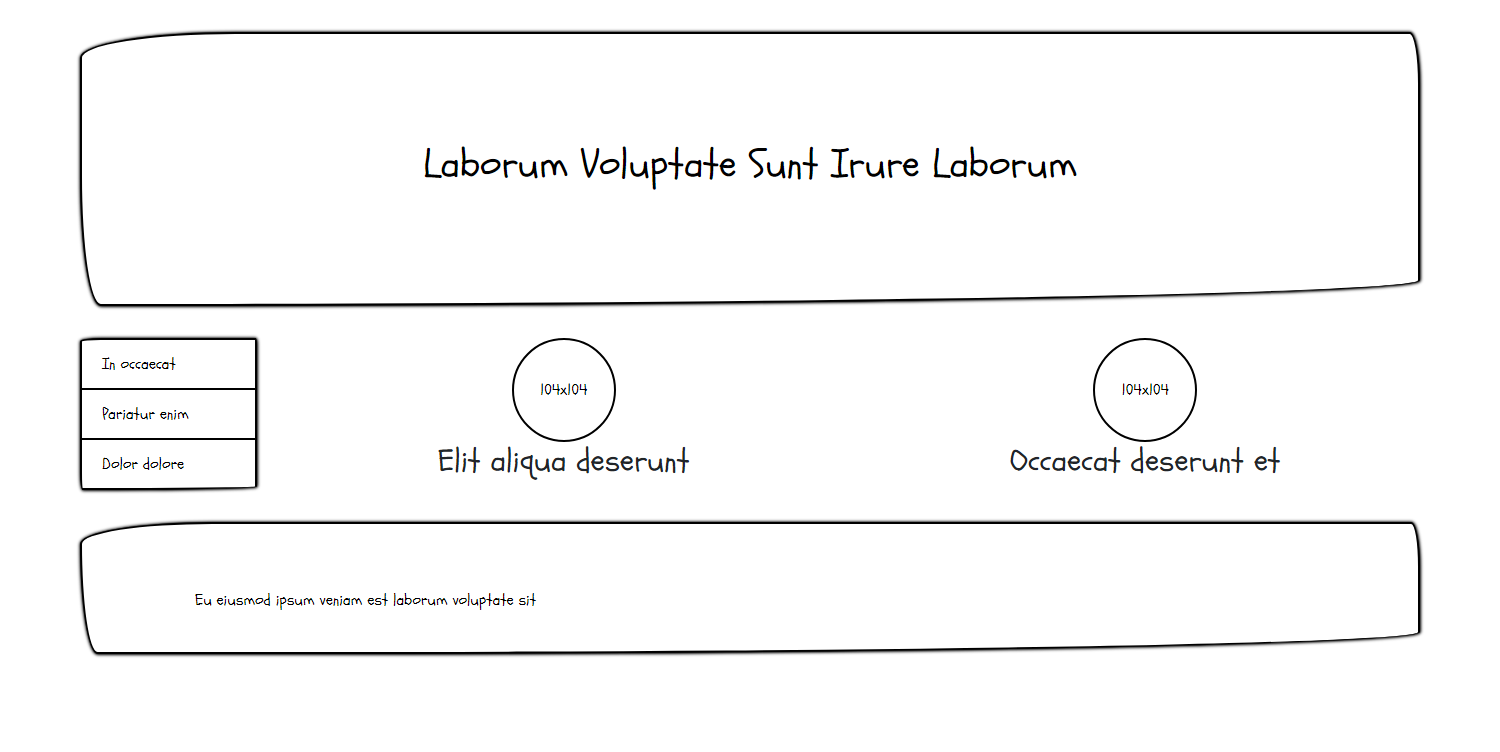 Laborum Voluptate Sunt Irure Laborum
In occaecat
Pariatur enim
Dolor dolore
104x104
Elit aliqua deserunt
104x104
Occaecat deserunt et
Eu eiusmod ipsum veniam est laborum voluptate sit